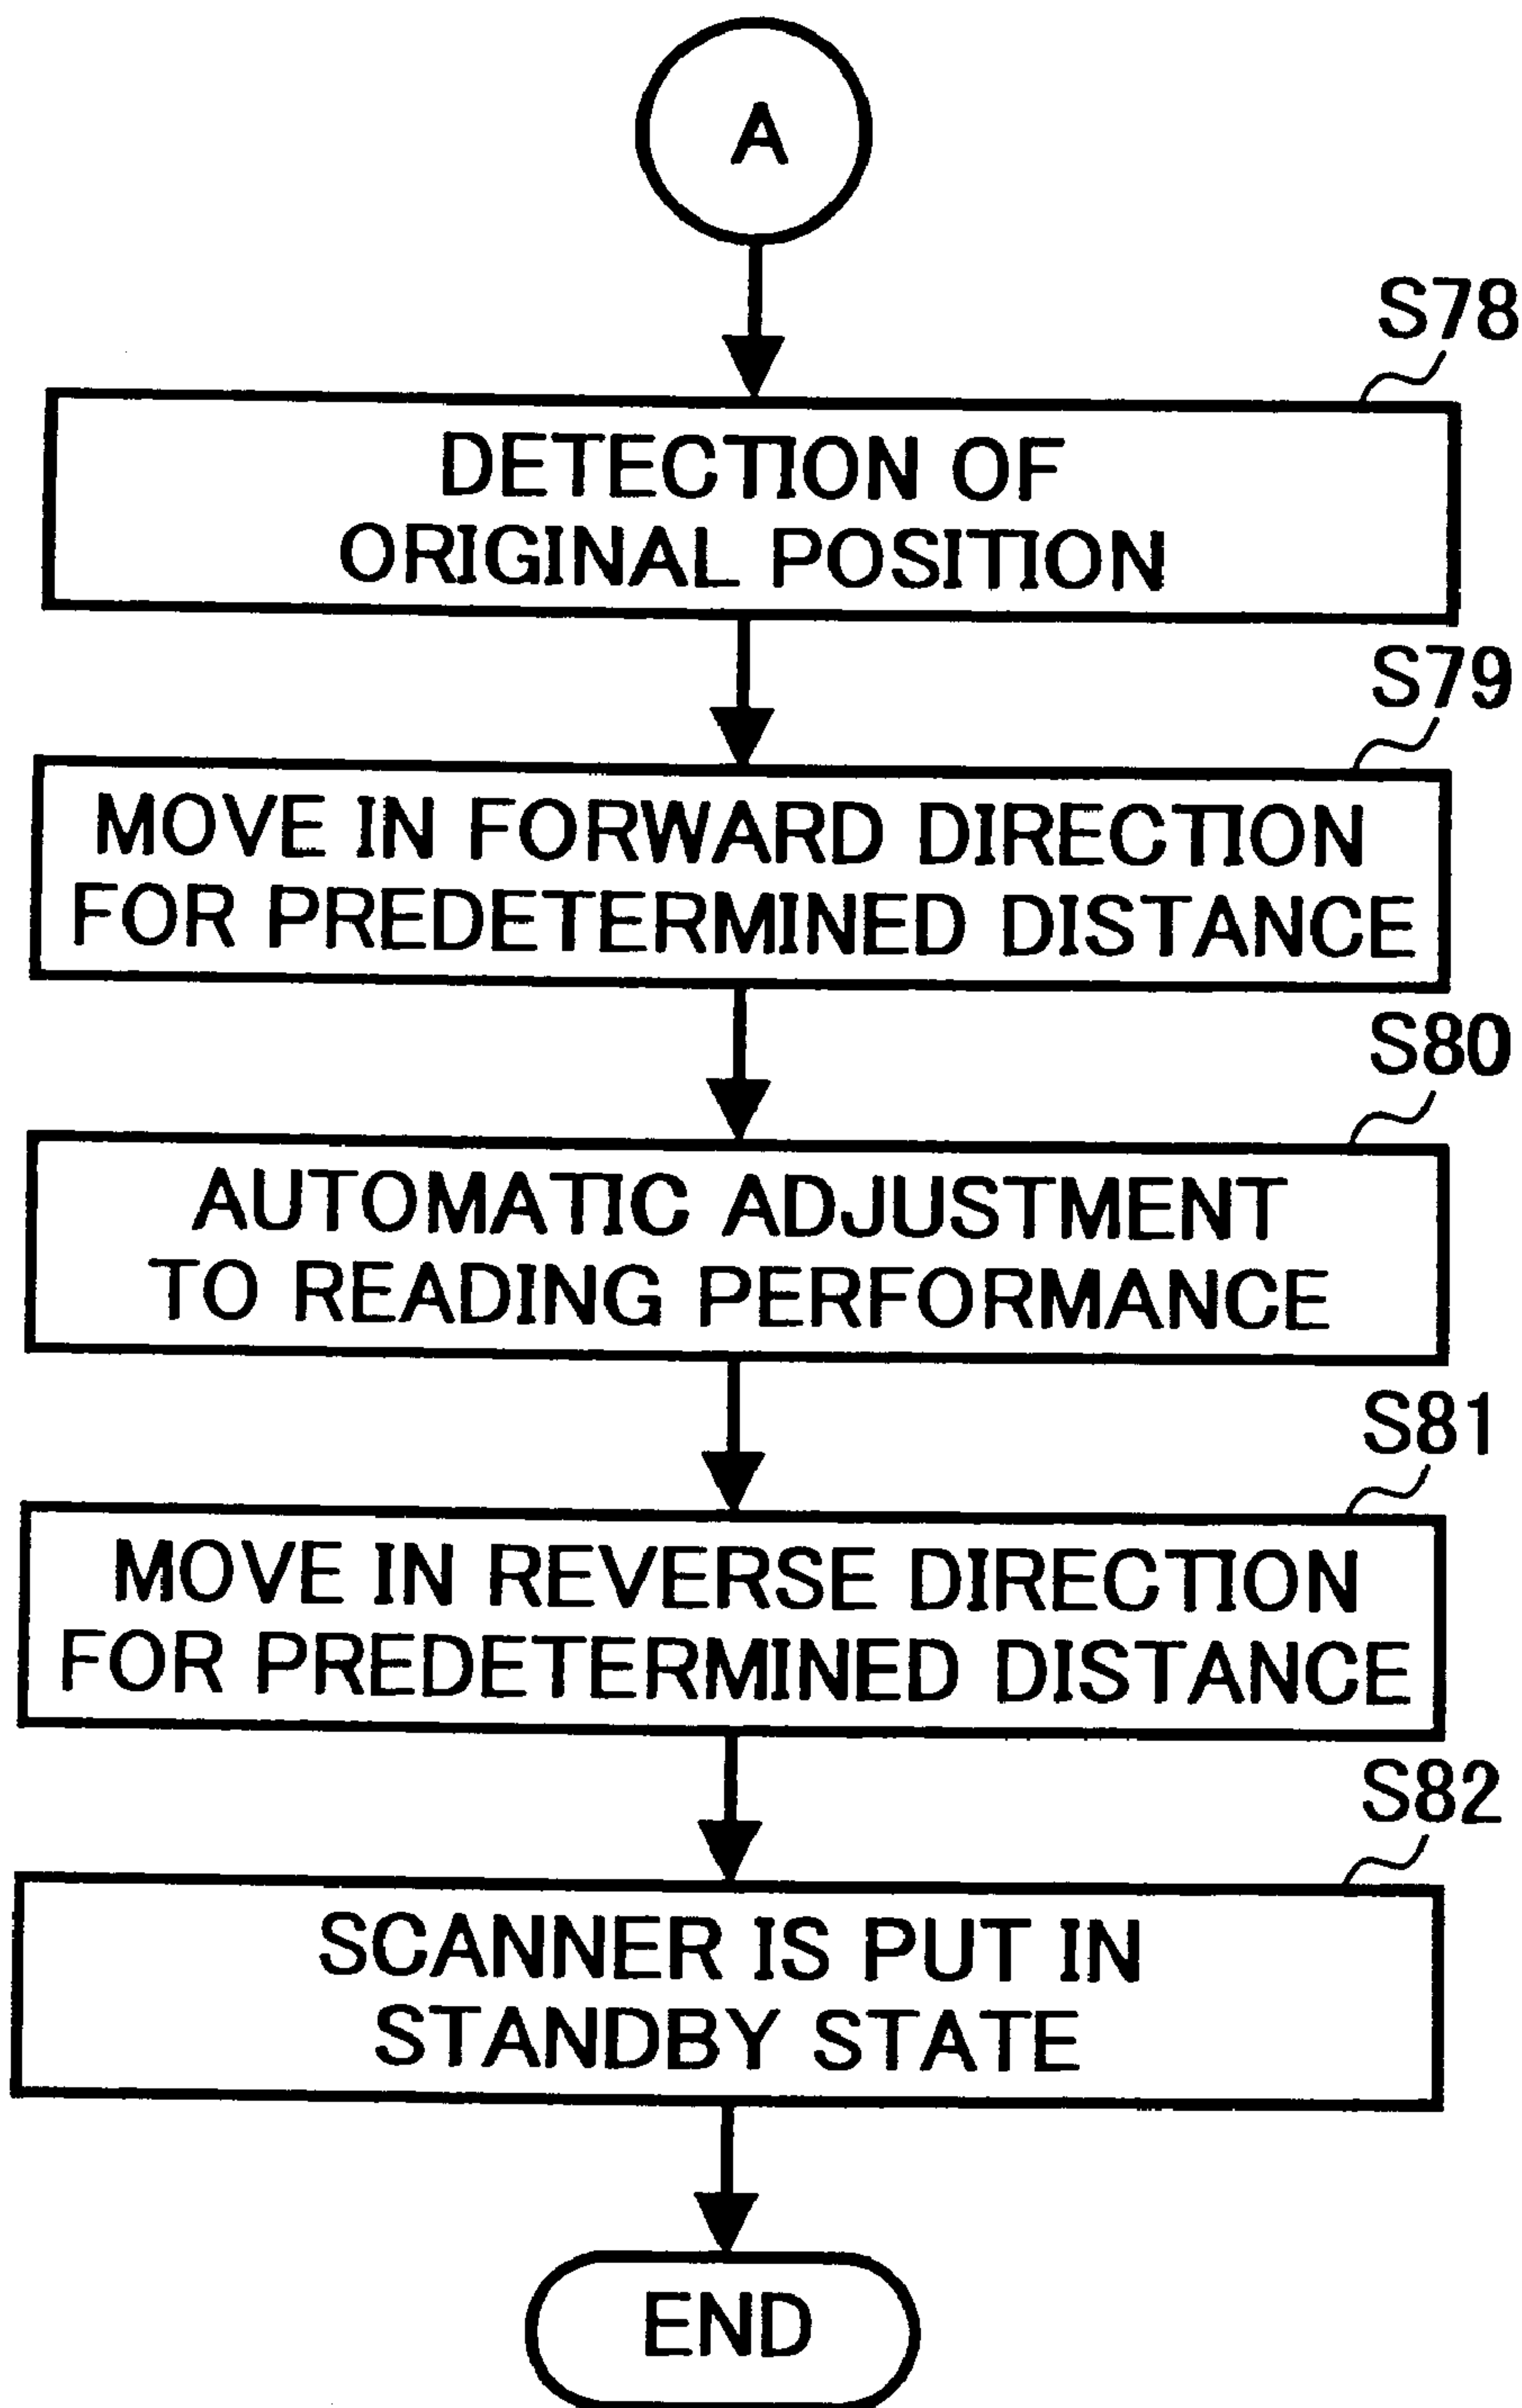 A
S78
DETECTION OF
ORIGINAL POSITION
S79
MOVE IN FORWARD DIRECTION
FOR PREDETERMINED DISTANCE
S80
AUTOMATIC ADJUSTMENT
TO READING PERFORMANCE
S81
MOVE IN REVERSE DIRECTION
FOR PREDETERMINED DISTANCE
S82
SCANNER IS PUT IN
STANDBY STATE
END